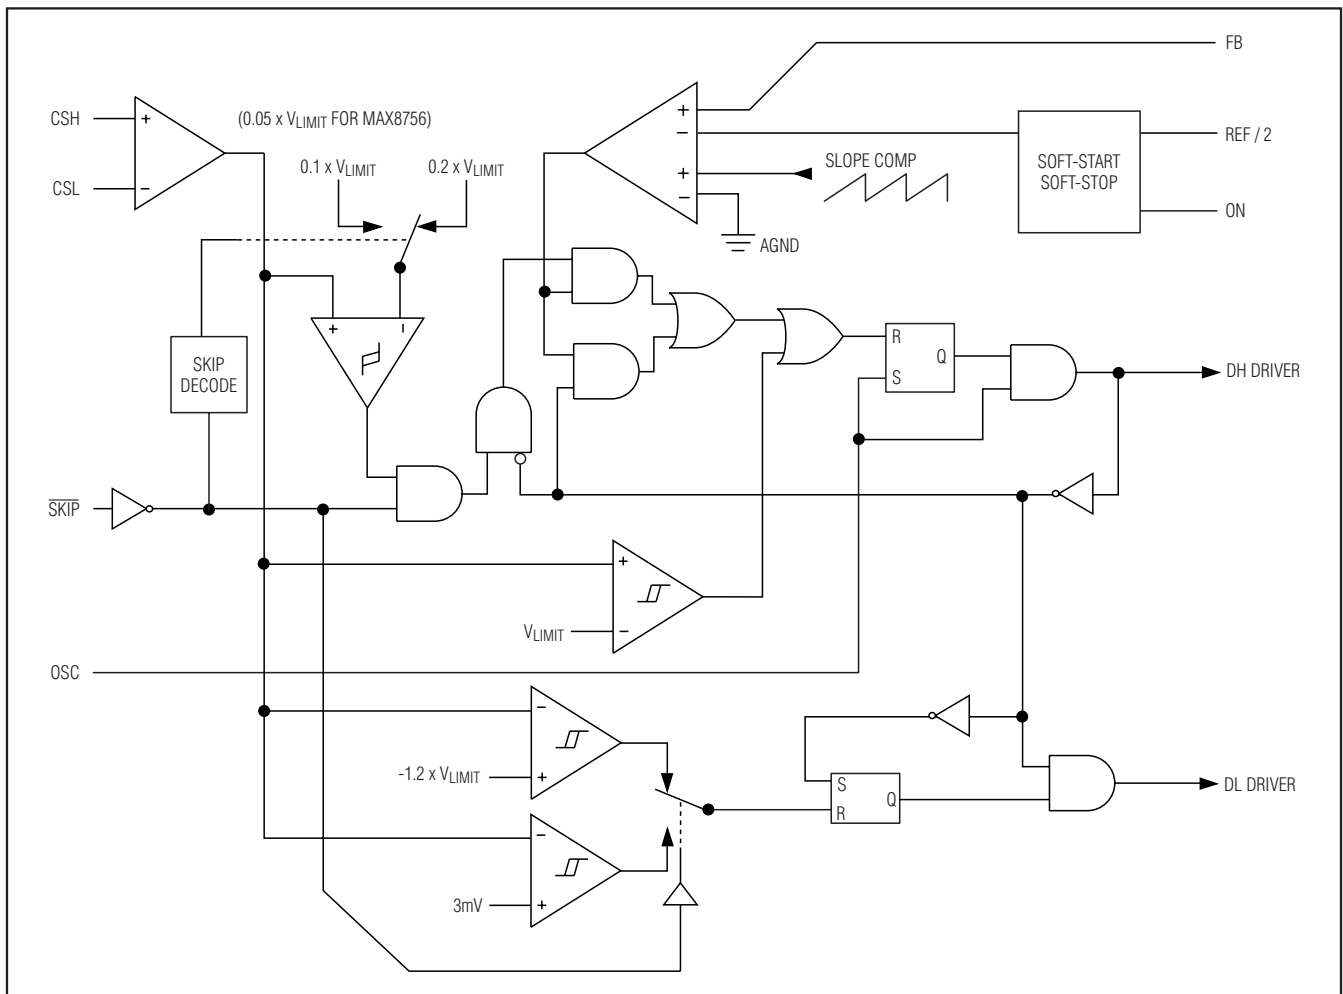 FB
CSH
+
(0.05 x VLIMIT FOR MAX8756)
+
−
REF / 2
0.1 x VLIMIT
0.2 x VLIMIT
SLOPE COMP
SOFT-START
SOFT-STOP
CSL
−
+
−
ON
AGND
+
−
SKIP
DECODE
R
Q
S
DH DRIVER
SKIP
+
VLIMIT
−
OSC
−
-1.2 x VLIMIT
+
S
Q
R
DL DRIVER
−
3mV
+